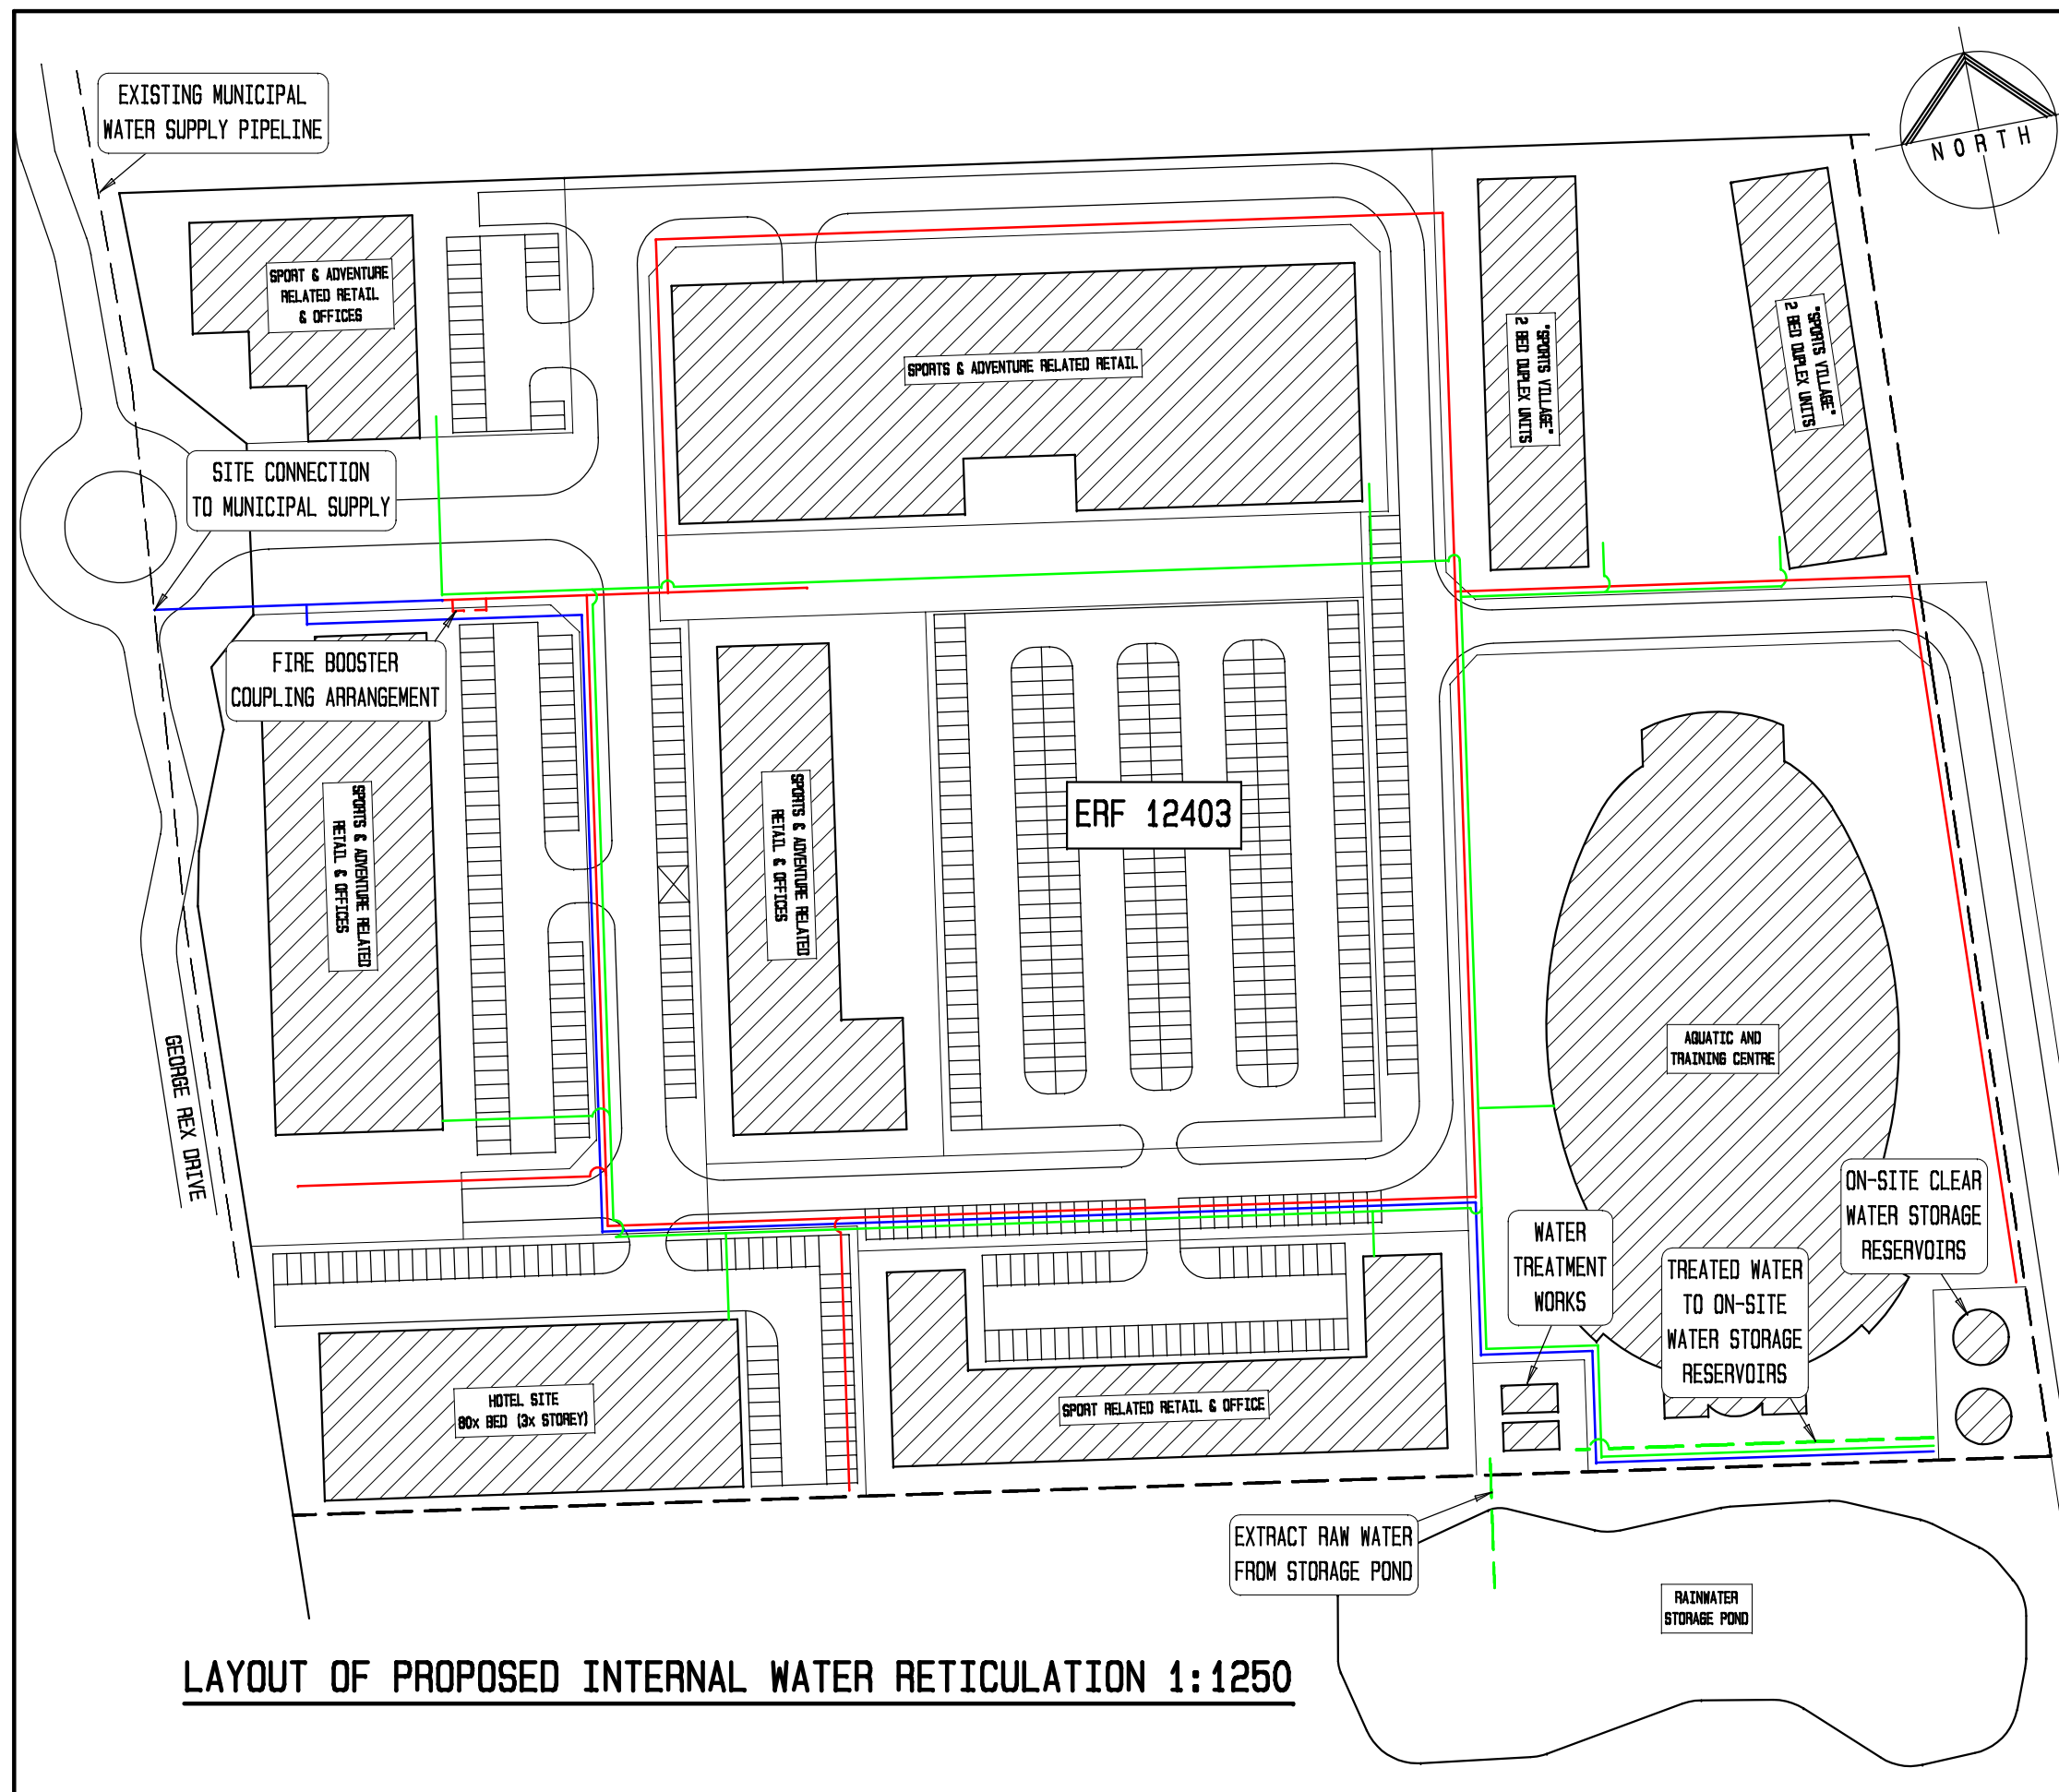 EXISTING MUNICIPAL
WATER SUPPLY PIPELINE
NORTH
SPORT & ADVENTURE
RELATED RETAIL
& OFFICES
SPORTS & ADVENTURE RELATED RETAIL
"SPORTS VILLAGE"
2 BED DUPLEX UNITS
"SPORTS VILLAGE"
2 BED DUPLEX UNITS
SITE CONNECTION
TO MUNICIPAL SUPPLY
FIRE BOOSTER
COUPLING ARRANGEMENT
SPORTS & ADVENTURE RELATED
RETAIL & OFFICES
SPORTS & ADVENTURE RELATED
RETAIL & OFFICES
ERF 12403
AQUATIC AND
TRAINING CENTRE
GEORGE REX DRIVE
ON-SITE CLEAR
WATER STORAGE
RESERVOIRS
WATER
TREATMENT
WORKS
TREATED WATER
TO ON-SITE
WATER STORAGE
RESERVOIRS
HOTEL SITE
80x BED (3x STOREY)
SPORT RELATED RETAIL & OFFICE
EXTRACT RAW WATER
FROM STORAGE POND
RAINWATER
STORAGE POND
LAYOUT OF PROPOSED INTERNAL WATER RETICULATION 1:1250